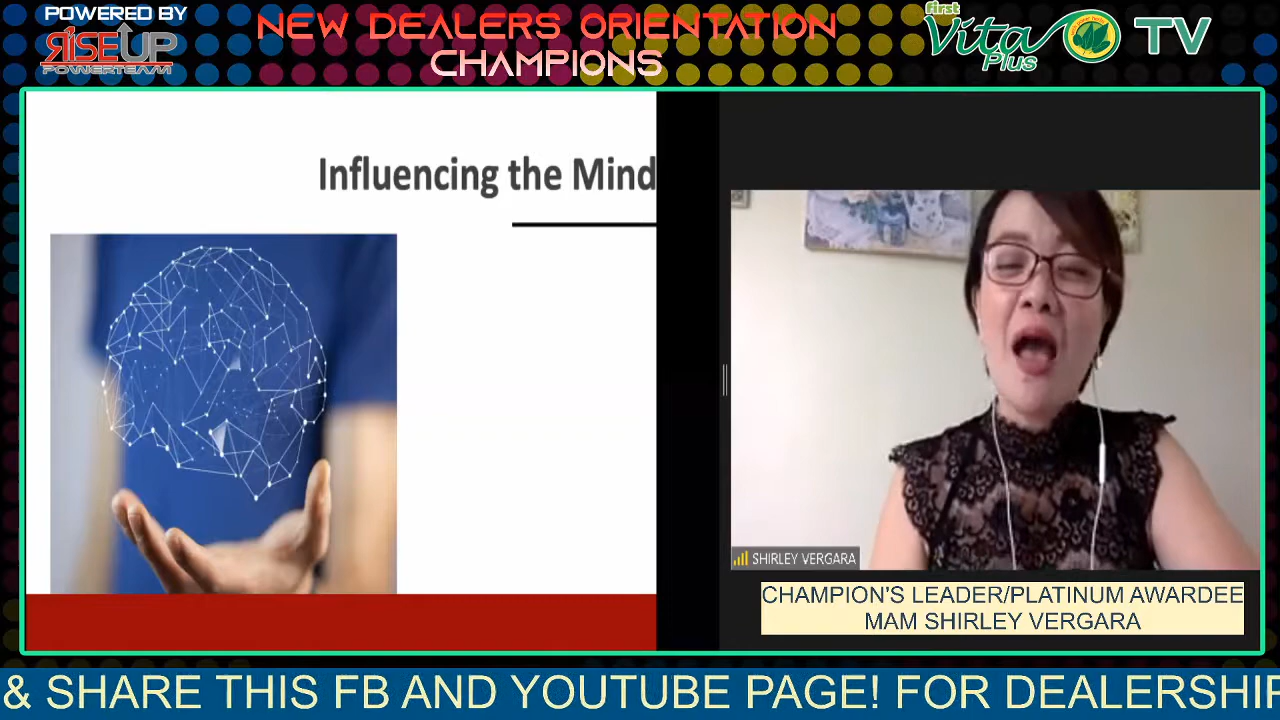 POWERED BY
RISEUP
POWERTEAM
NEW DEALERS ORIENTATION
CHAMPIONS
first
Vita
Plus
TV
Influencing the Mind
SHIRLEY VERGARA
CHAMPION'S LEADER/PLATINUM AWARDEE
MAM SHIRLEY VERGARA
& SHARE THIS FB AND YOUTUBE PAGE! FOR DEALERSHIP